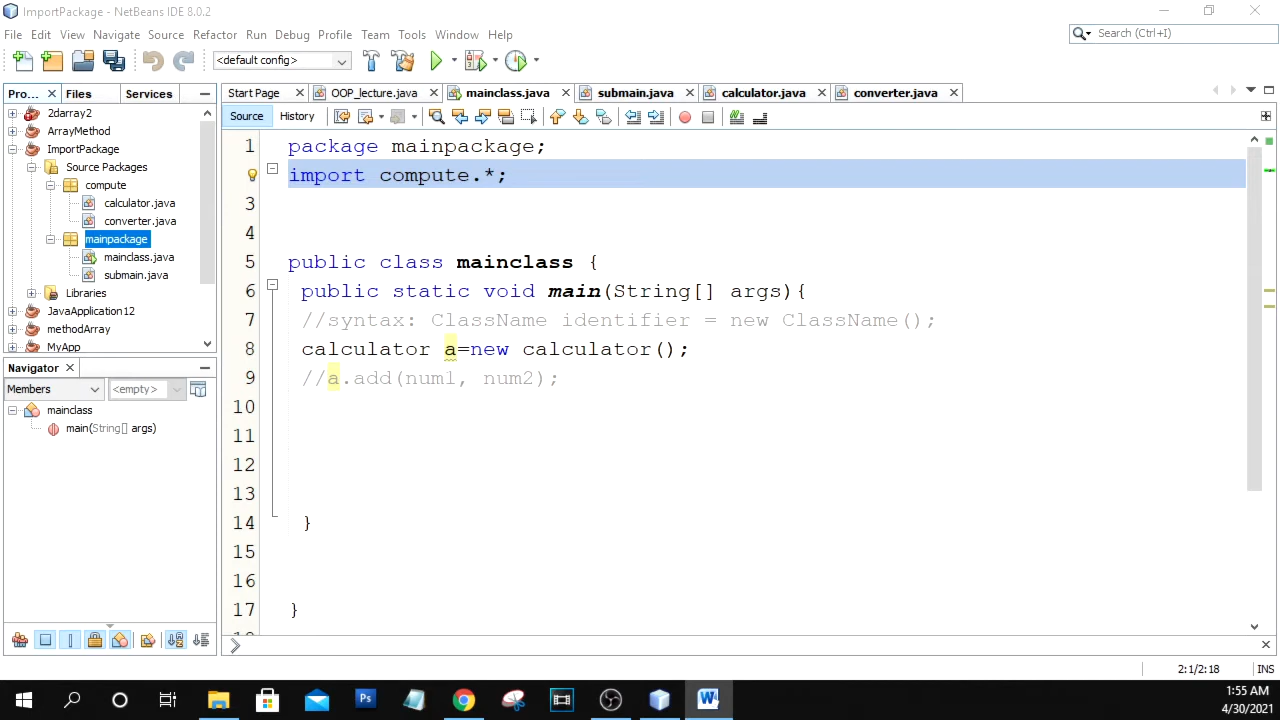 ImportPackage - NetBeans IDE 8.0.2
File Edit View Navigate Source Refactor Run Debug Profile Team Tools Window Help
Search (Ctrl+I)
<default config>
Pro... Files Services
Start Page OOP_lecture.java mainclass.java submain.java calculator.java converter.java
Source History
2darray2
ArrayMethod
ImportPackage
Source Packages
compute
calculator.java
converter.java
mainpackage
mainclass.java
submain.java
Libraries
JavaApplication12
methodArray
MyApp
Navigator
Members <empty>
mainclass
main(String[] args)
1 package mainpackage;
import compute.*;
3
4
5 public class mainclass {
6 public static void main(String[] args){
7 //syntax: ClassName identifier = new ClassName();
8 calculator a=new calculator();
9 //a.add(num1, num2);
10
11
12
13
14 }
15
16
17 }
2:1/2:18 INS
Ps
W
1:55 AM
4/30/2021